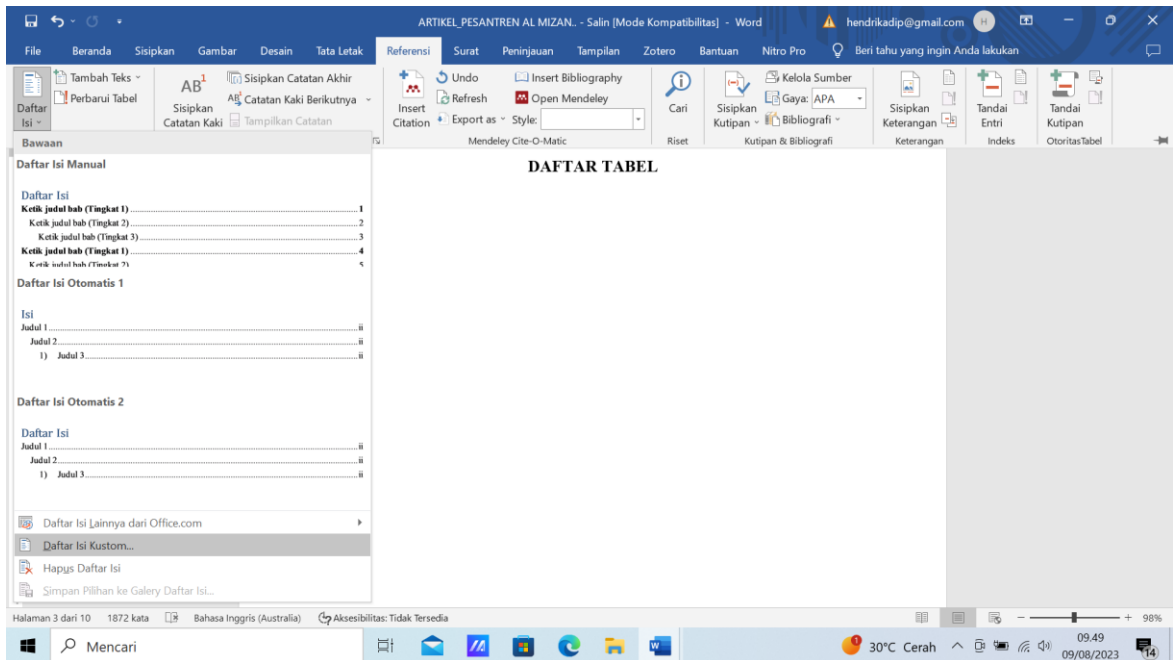 ARTIKEL_PESANTREN AL MIZAN.. - Salin [Mode Kompatibilitas] - Word
hendrikadip@gmail.com
H
File Beranda Sisipkan Gambar Desain Tata Letak Referensi Surat Peninjauan Tampilan Zotero Bantuan Nitro Pro Beri tahu yang ingin Anda lakukan
Daftar Isi
Tambah Teks
Perbarui Tabel
AB1
Sisipkan Catatan Kaki
Sisipkan Catatan Akhir
Catatan Kaki Berikutnya
Tampilkan Catatan
Insert Citation
Undo
Refresh
Export as
Insert Bibliography
Open Mendeley
Style:
Mendeley Cite-O-Matic
Cari
Riset
Sisipkan Kutipan
Kelola Sumber
Gaya: APA
Bibliografi
Kutipan & Bibliografi
Sisipkan Keterangan
Keterangan
Tandai Entri
Indeks
Tandai Kutipan
OtoritasTabel
Bawaan
Daftar Isi Manual
Daftar Isi
Ketik judul bab (Tingkat 1) 1
Ketik judul bab (Tingkat 2) 2
Ketik judul bab (Tingkat 3) 3
Ketik judul bab (Tingkat 1) 4
Ketik judul bab (Tingkat 2) 5
Daftar Isi Otomatis 1
Isi
Judul 1 ii
Judul 2 ii
1) Judul 3 ii
Daftar Isi Otomatis 2
Daftar Isi
Judul 1 ii
Judul 2 ii
1) Judul 3 ii
Daftar Isi Lainnya dari Office.com
Daftar Isi Kustom...
Hapus Daftar Isi
Simpan Pilihan ke Galery Daftar Isi...
DAFTAR TABEL
Halaman 3 dari 10 1872 kata Bahasa Inggris (Australia) Aksesibilitas: Tidak Tersedia 98%
Mencari
30°C Cerah
09.49
09/08/2023
14